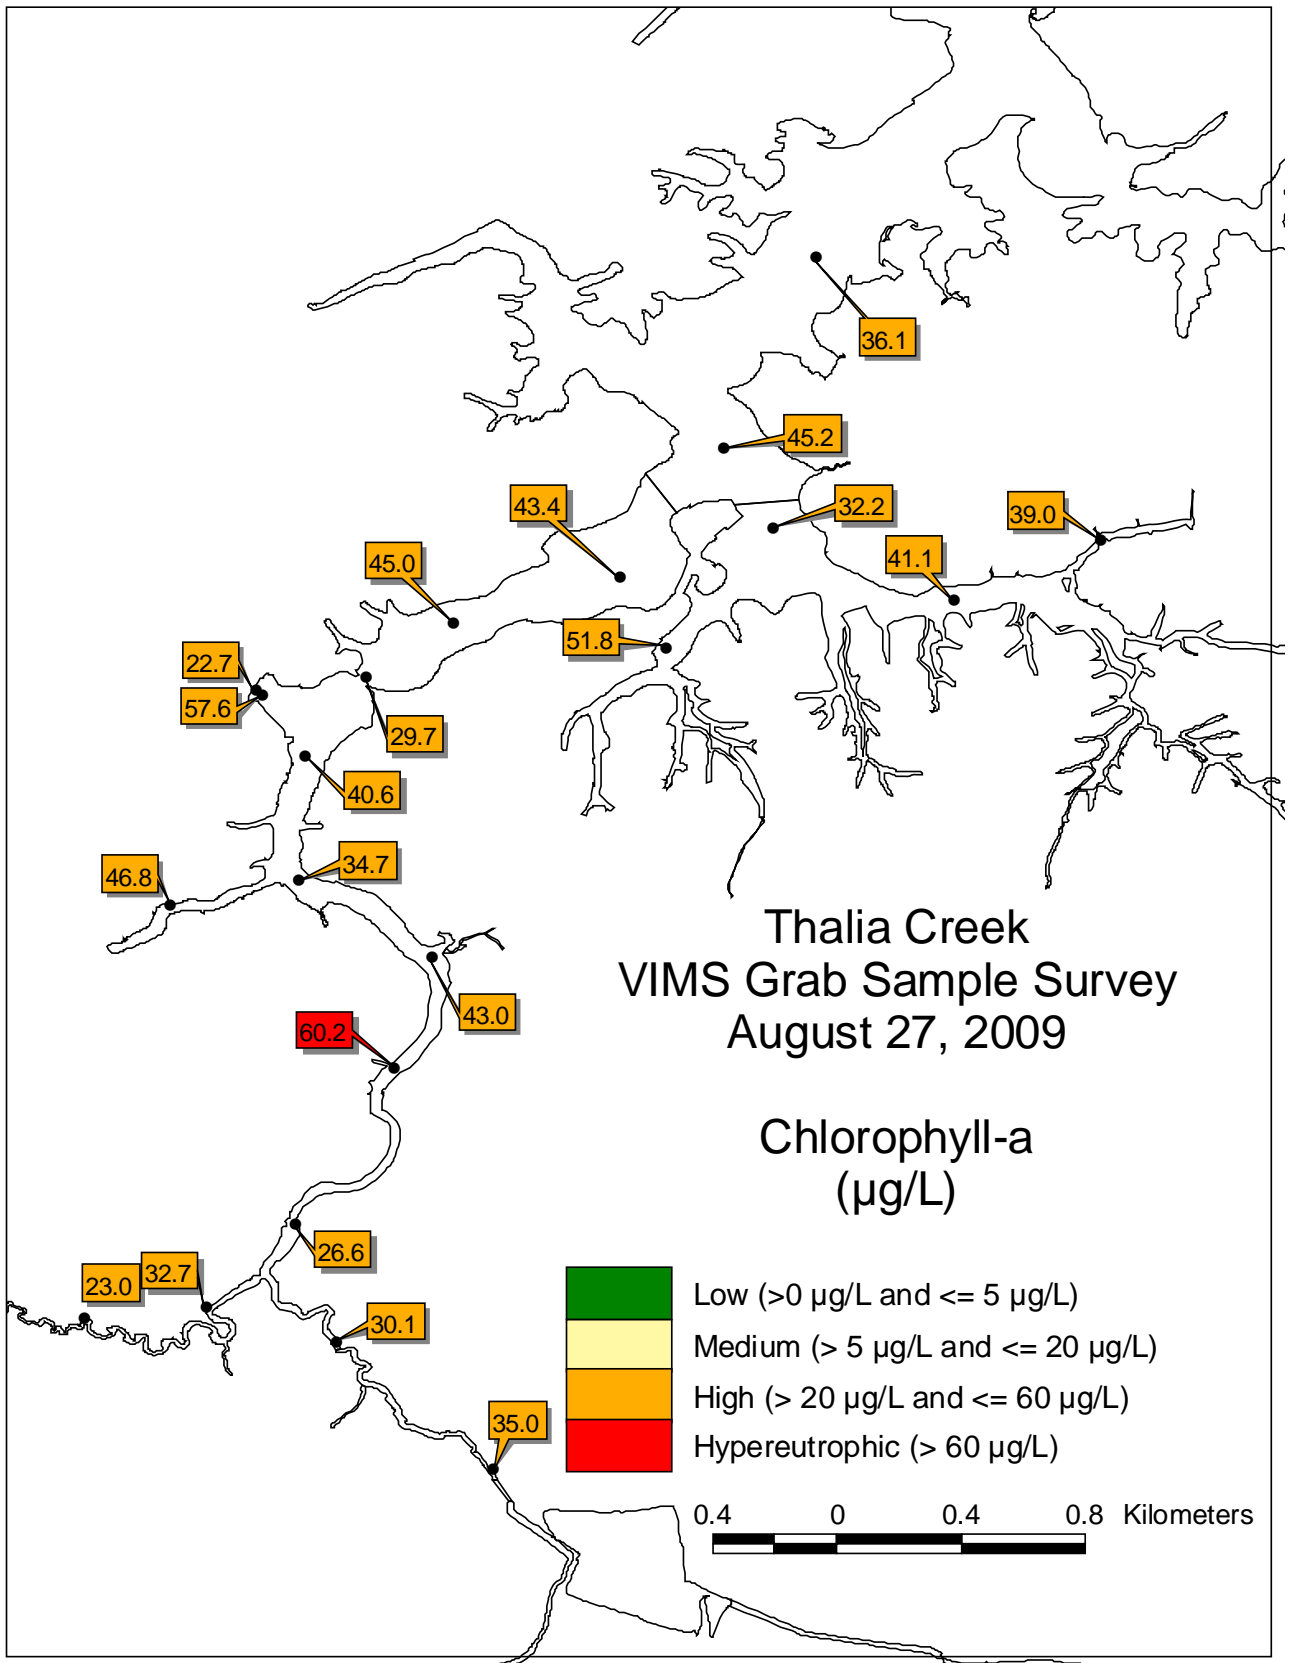 36.1
45.2
43.4
32.2
39.0
45.0
41.1
51.8
22.7
57.6
29.7
40.6
34.7
46.8
Thalia Creek
VIMS Grab Sample Survey
August 27, 2009
43.0
60.2
Chlorophyll-a
(µg/L)
26.6
23.0
32.7
30.1
35.0
Low (>0 µg/L and <= 5 µg/L)
Medium (> 5 µg/L and <= 20 µg/L)
High (> 20 µg/L and <= 60 µg/L)
Hypereutrophic (> 60 µg/L)
0.4 0 0.4 0.8 Kilometers